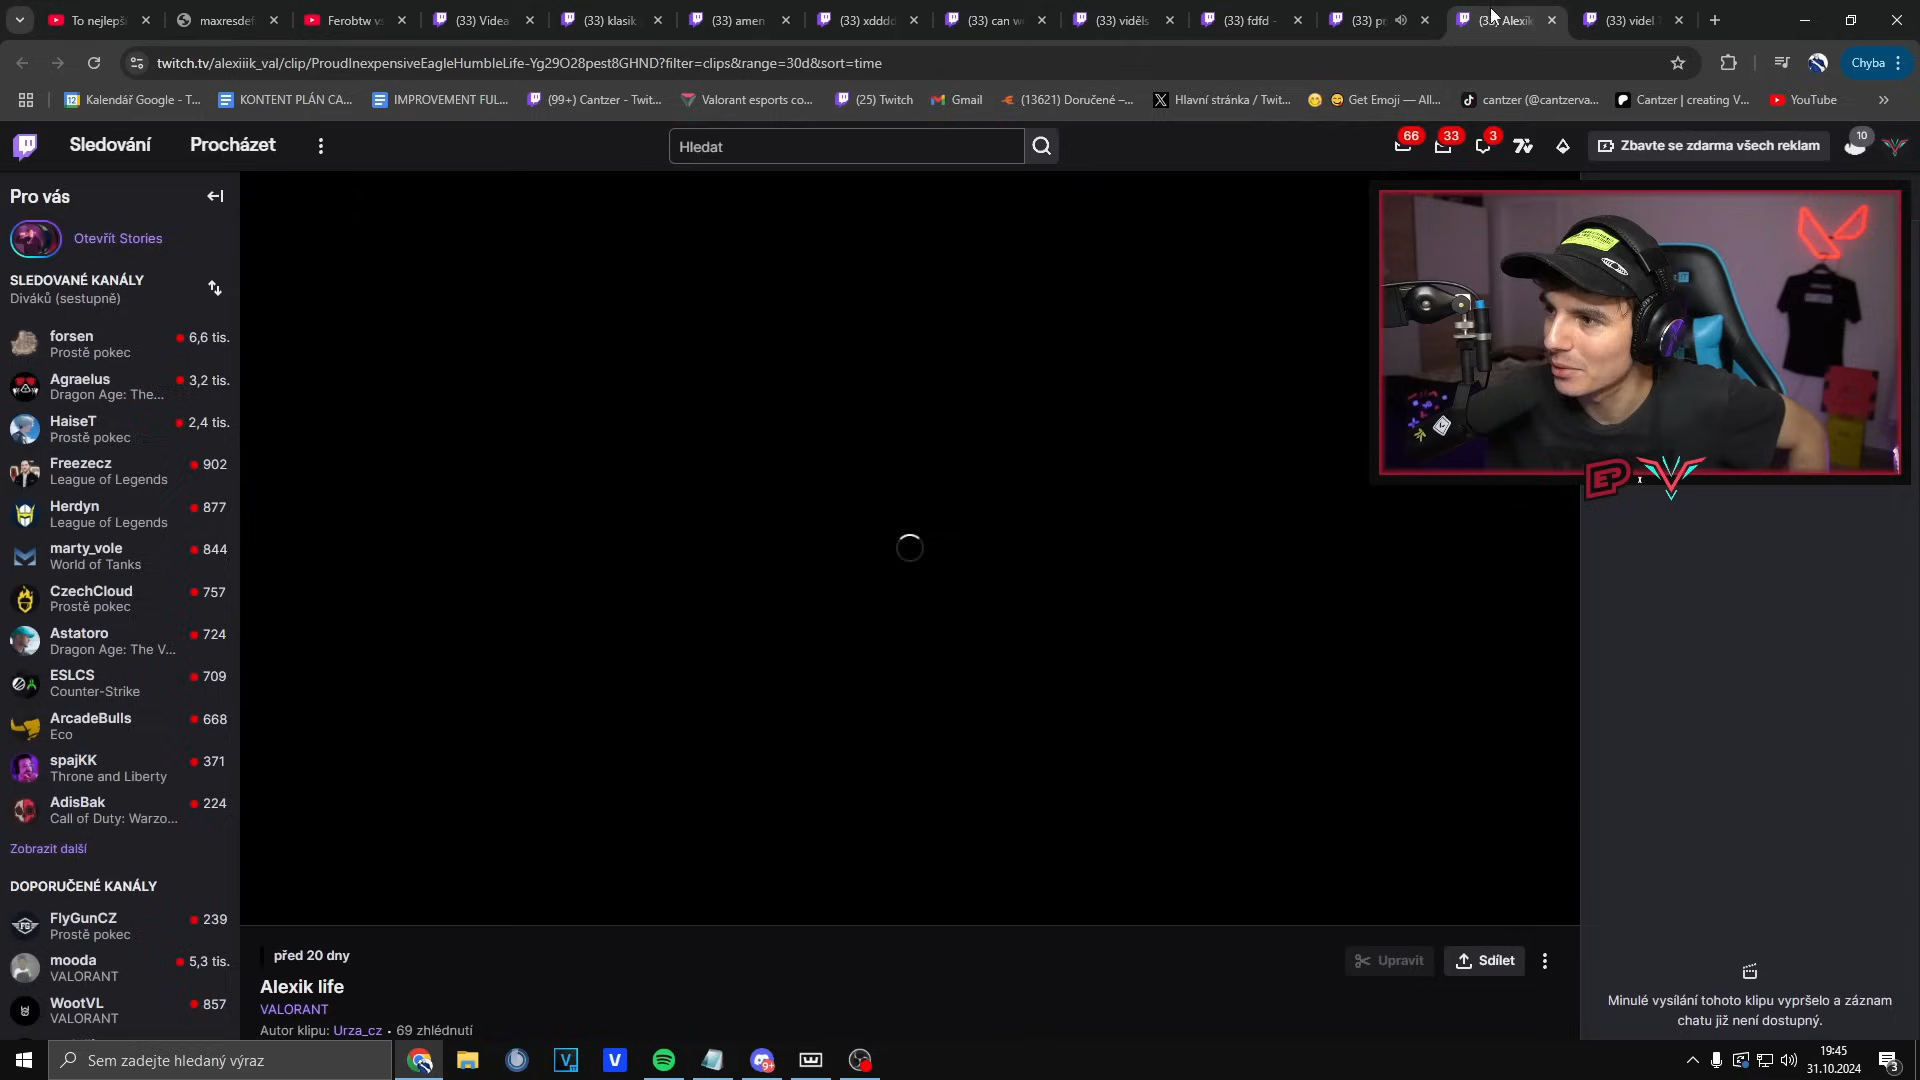 To nejlepší
maxresdef
Ferobtw vs
(33) Videa
(33) klasik
(33) amen
(33) xdddd
(33) can w
(33) viděls
(33) fdfd -
(33) pr
(33) Alexik
(33) videl
twitch.tv/alexiiik_val/clip/ProudInexpensiveEagleHumbleLife-Yg29O28pest8GHND?filter=clips&range=30d&sort=time
Chyba
Kalendář Google - T...
KONTENT PLÁN CA...
IMPROVEMENT FUL...
(99+) Cantzer - Twit...
Valorant esports co...
(25) Twitch
Gmail
(13621) Doručené –...
Hlavní stránka / Twit...
Get Emoji — All...
cantzer (@cantzerva...
Cantzer | creating V...
YouTube
Sledování
Procházet
Hledat
66
33
3
Zbavte se zdarma všech reklam
10
Pro vás
Otevřít Stories
SLEDOVANÉ KANÁLY
Diváků (sestupně)
forsen 6,6 tis.
Prostě pokec
Agraelus 3,2 tis.
Dragon Age: The...
HaiseT 2,4 tis.
Prostě pokec
Freezecz 902
League of Legends
Herdyn 877
League of Legends
marty_vole 844
World of Tanks
CzechCloud 757
Prostě pokec
Astatoro 724
Dragon Age: The V...
ESLCS 709
Counter-Strike
ArcadeBulls 668
Eco
spajKK 371
Throne and Liberty
AdisBak 224
Call of Duty: Warzo...
Zobrazit další
DOPORUČENÉ KANÁLY
FlyGunCZ 239
Prostě pokec
mooda 5,3 tis.
VALORANT
WootVL 857
VALORANT
EP x
před 20 dny
Upravit
Sdílet
Alexik life
VALORANT
Autor klipu: Urza_cz • 69 zhlédnutí
Minulé vysílání tohoto klipu vypršelo a záznam
chatu již není dostupný.
Sem zadejte hledaný výraz
9+
19:45
31.10.2024
3